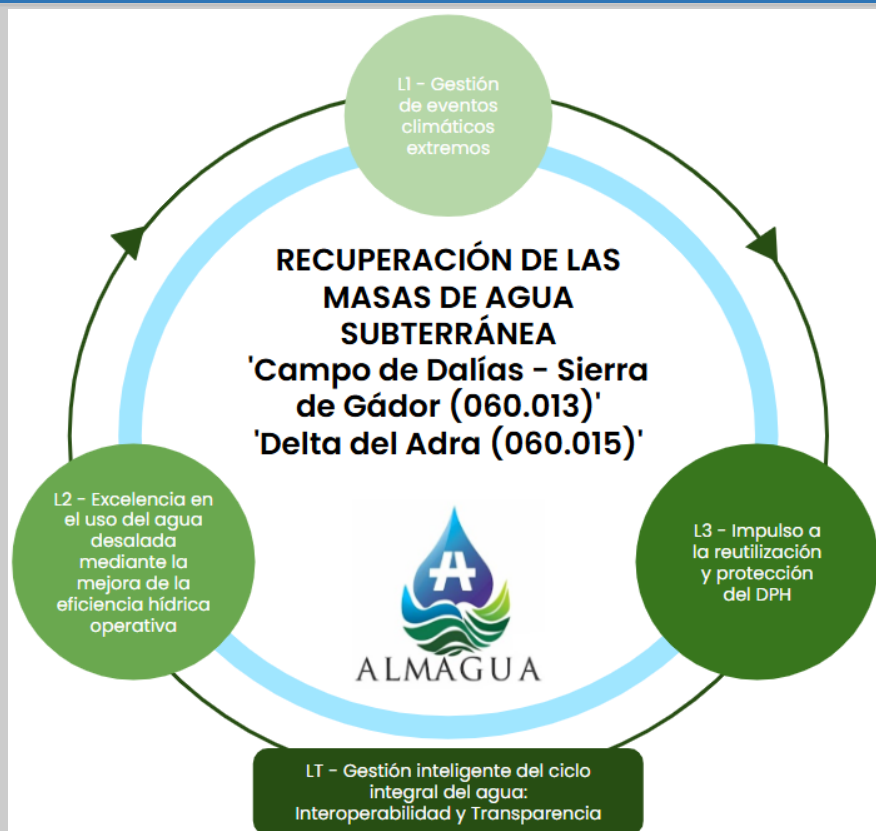 L1 - Gestión
de eventos
climáticos
extremos
RECUPERACIÓN DE LAS
MASAS DE AGUA
SUBTERRÁNEA
'Campo de Dalías - Sierra
de Gádor (060.013)'
'Delta del Adra (060.015)'
L2 - Excelencia en
el uso del agua
desalada
mediante la
mejora de la
eficiencia hídrica
operativa
L3 - Impulso a
la reutilización
y protección
del DPH
ALMAGUA
LT - Gestión inteligente del ciclo
integral del agua:
Interoperabilidad y Transparencia